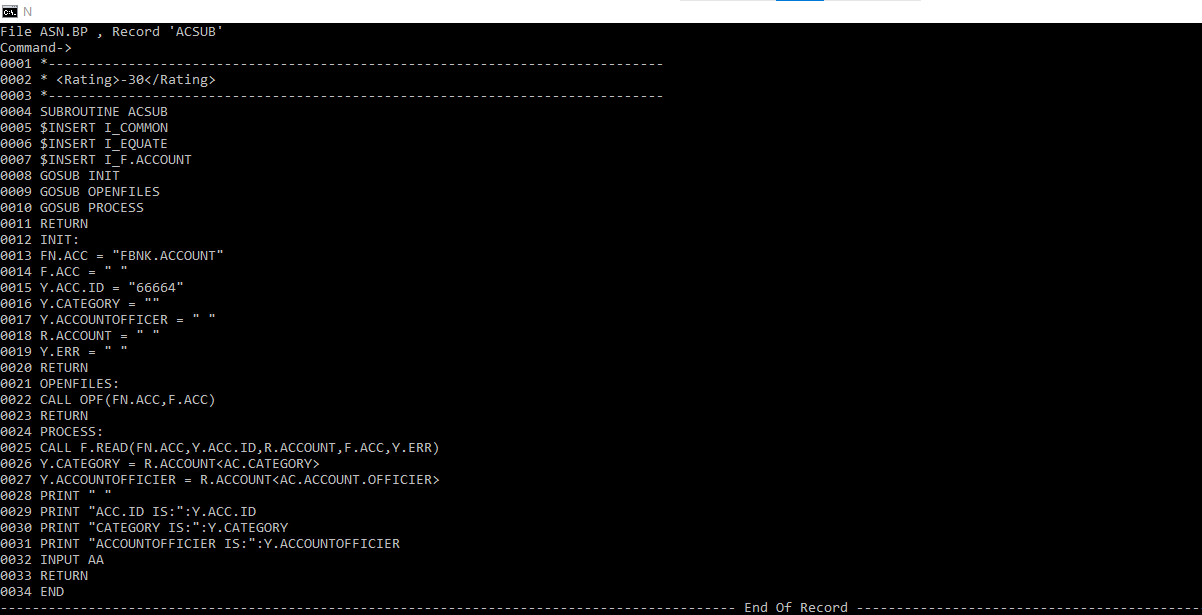 N
File ASN.BP , Record 'ACSUB'
Command->
0001 *-----------------------------------------------------------------------------
0002 * <Rating>-30</Rating>
0003 *-----------------------------------------------------------------------------
0004 SUBROUTINE ACSUB
0005 $INSERT I_COMMON
0006 $INSERT I_EQUATE
0007 $INSERT I_F.ACCOUNT
0008 GOSUB INIT
0009 GOSUB OPENFILES
0010 GOSUB PROCESS
0011 RETURN
0012 INIT:
0013 FN.ACC = "FBNK.ACCOUNT"
0014 F.ACC = " "
0015 Y.ACC.ID = "66664"
0016 Y.CATEGORY = ""
0017 Y.ACCOUNTOFFICER = " "
0018 R.ACCOUNT = " "
0019 Y.ERR = " "
0020 RETURN
0021 OPENFILES:
0022 CALL OPF(FN.ACC,F.ACC)
0023 RETURN
0024 PROCESS:
0025 CALL F.READ(FN.ACC,Y.ACC.ID,R.ACCOUNT,F.ACC,Y.ERR)
0026 Y.CATEGORY = R.ACCOUNT<AC.CATEGORY>
0027 Y.ACCOUNTOFFICIER = R.ACCOUNT<AC.ACCOUNT.OFFICIER>
0028 PRINT " "
0029 PRINT "ACC.ID IS:":Y.ACC.ID
0030 PRINT "CATEGORY IS:":Y.CATEGORY
0031 PRINT "ACCOUNTOFFICIER IS:":Y.ACCOUNTOFFICIER
0032 INPUT AA
0033 RETURN
0034 END
-------------------------------------------------------------------------------------------- End Of Record -------------------------------------------